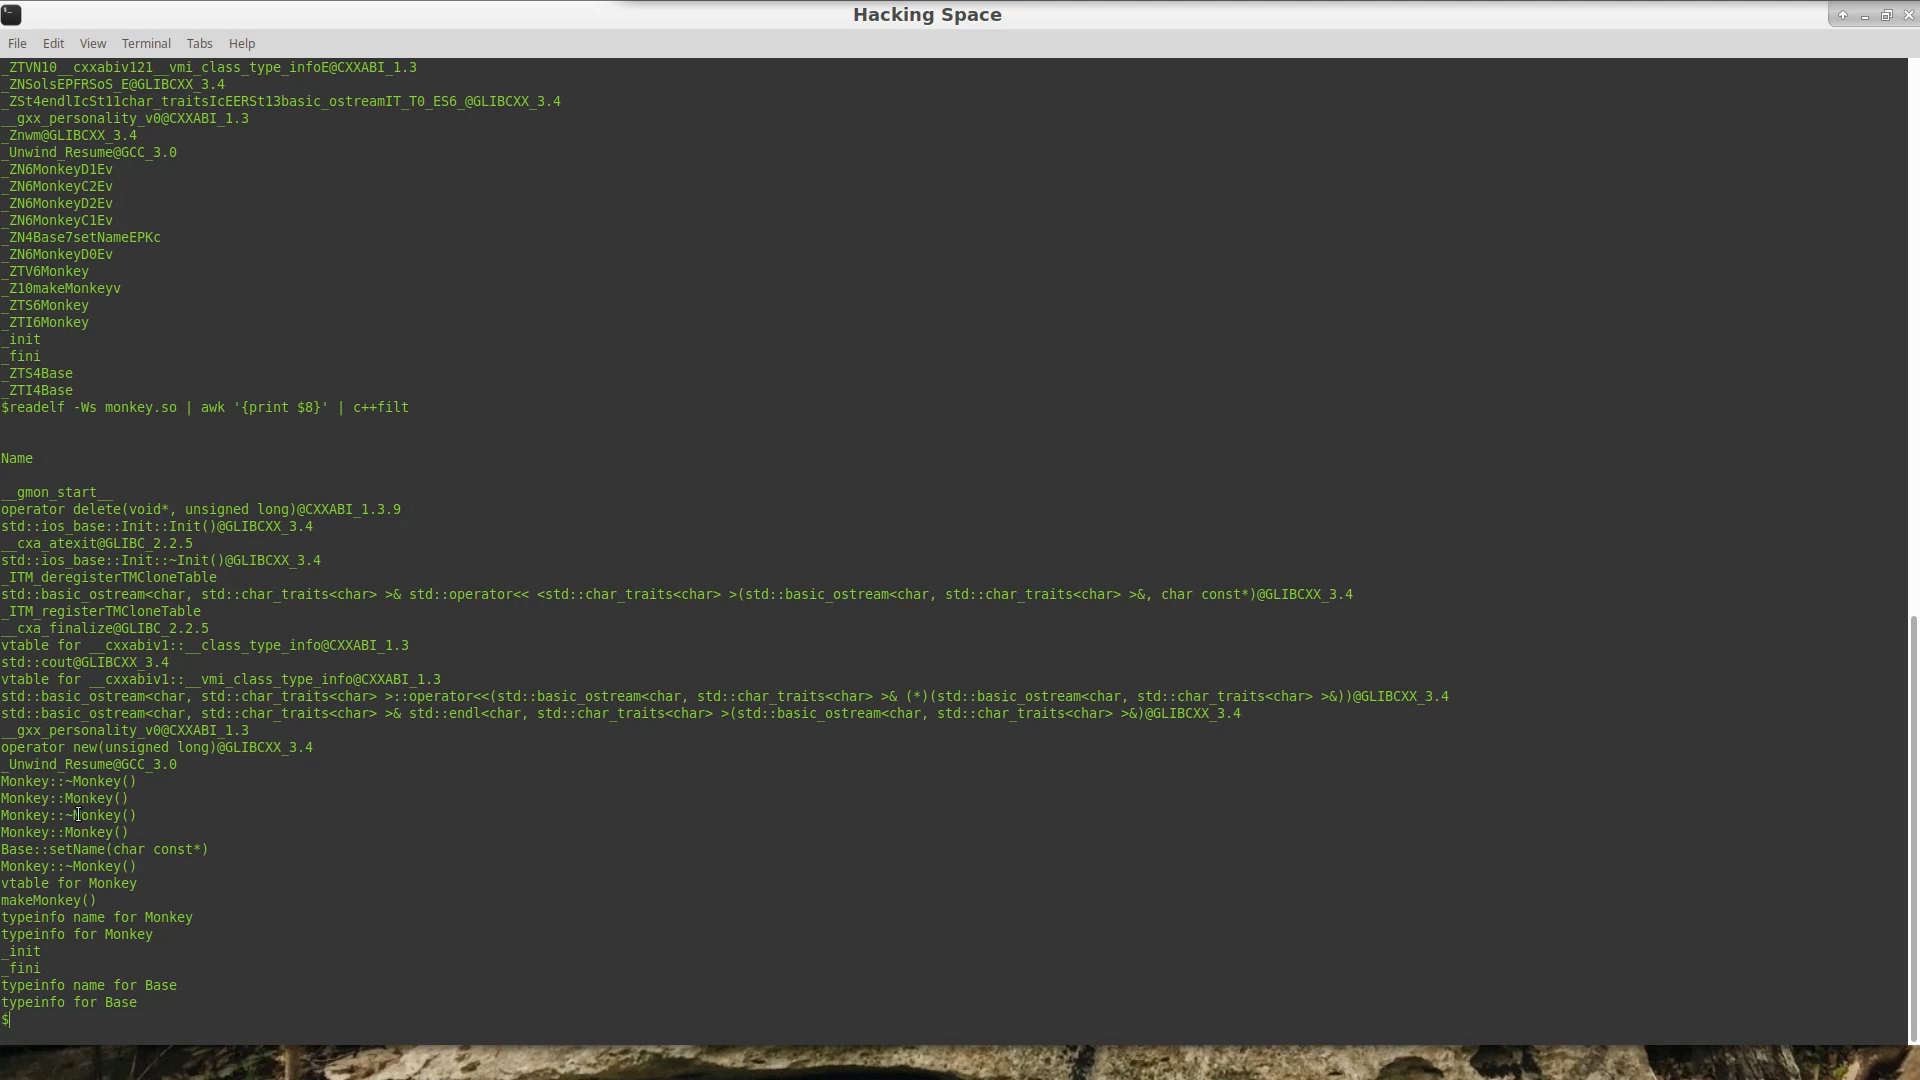 Hacking Space
File Edit View Terminal Tabs Help
_ZTVN10__cxxabiv121__vmi_class_type_infoE@CXXABI_1.3
_ZNSolsEPFRSoS_E@GLIBCXX_3.4
_ZSt4endlIcSt11char_traitsIcEERSt13basic_ostreamIT_T0_ES6_@GLIBCXX_3.4
__gxx_personality_v0@CXXABI_1.3
_Znwm@GLIBCXX_3.4
_Unwind_Resume@GCC_3.0
_ZN6MonkeyD1Ev
_ZN6MonkeyC2Ev
_ZN6MonkeyD2Ev
_ZN6MonkeyC1Ev
_ZN4Base7setNameEPKc
_ZN6MonkeyD0Ev
_ZTV6Monkey
_Z10makeMonkeyv
_ZTS6Monkey
_ZTI6Monkey
_init
_fini
_ZTS4Base
_ZTI4Base
$readelf -Ws monkey.so | awk '{print $8}' | c++filt
Name
__gmon_start__
operator delete(void*, unsigned long)@CXXABI_1.3.9
std::ios_base::Init::Init()@GLIBCXX_3.4
__cxa_atexit@GLIBC_2.2.5
std::ios_base::Init::~Init()@GLIBCXX_3.4
_ITM_deregisterTMCloneTable
std::basic_ostream<char, std::char_traits<char> >& std::operator<< <std::char_traits<char> >(std::basic_ostream<char, std::char_traits<char> >&, char const*)@GLIBCXX_3.4
_ITM_registerTMCloneTable
__cxa_finalize@GLIBC_2.2.5
vtable for __cxxabiv1::__class_type_info@CXXABI_1.3
std::cout@GLIBCXX_3.4
vtable for __cxxabiv1::__vmi_class_type_info@CXXABI_1.3
std::basic_ostream<char, std::char_traits<char> >::operator<<(std::basic_ostream<char, std::char_traits<char> >& (*)(std::basic_ostream<char, std::char_traits<char> >&))@GLIBCXX_3.4
std::basic_ostream<char, std::char_traits<char> >& std::endl<char, std::char_traits<char> >(std::basic_ostream<char, std::char_traits<char> >&)@GLIBCXX_3.4
__gxx_personality_v0@CXXABI_1.3
operator new(unsigned long)@GLIBCXX_3.4
_Unwind_Resume@GCC_3.0
Monkey::~Monkey()
Monkey::Monkey()
Monkey::~Monkey()
Monkey::Monkey()
Base::setName(char const*)
Monkey::~Monkey()
vtable for Monkey
makeMonkey()
typeinfo name for Monkey
typeinfo for Monkey
_init
_fini
typeinfo name for Base
typeinfo for Base
$